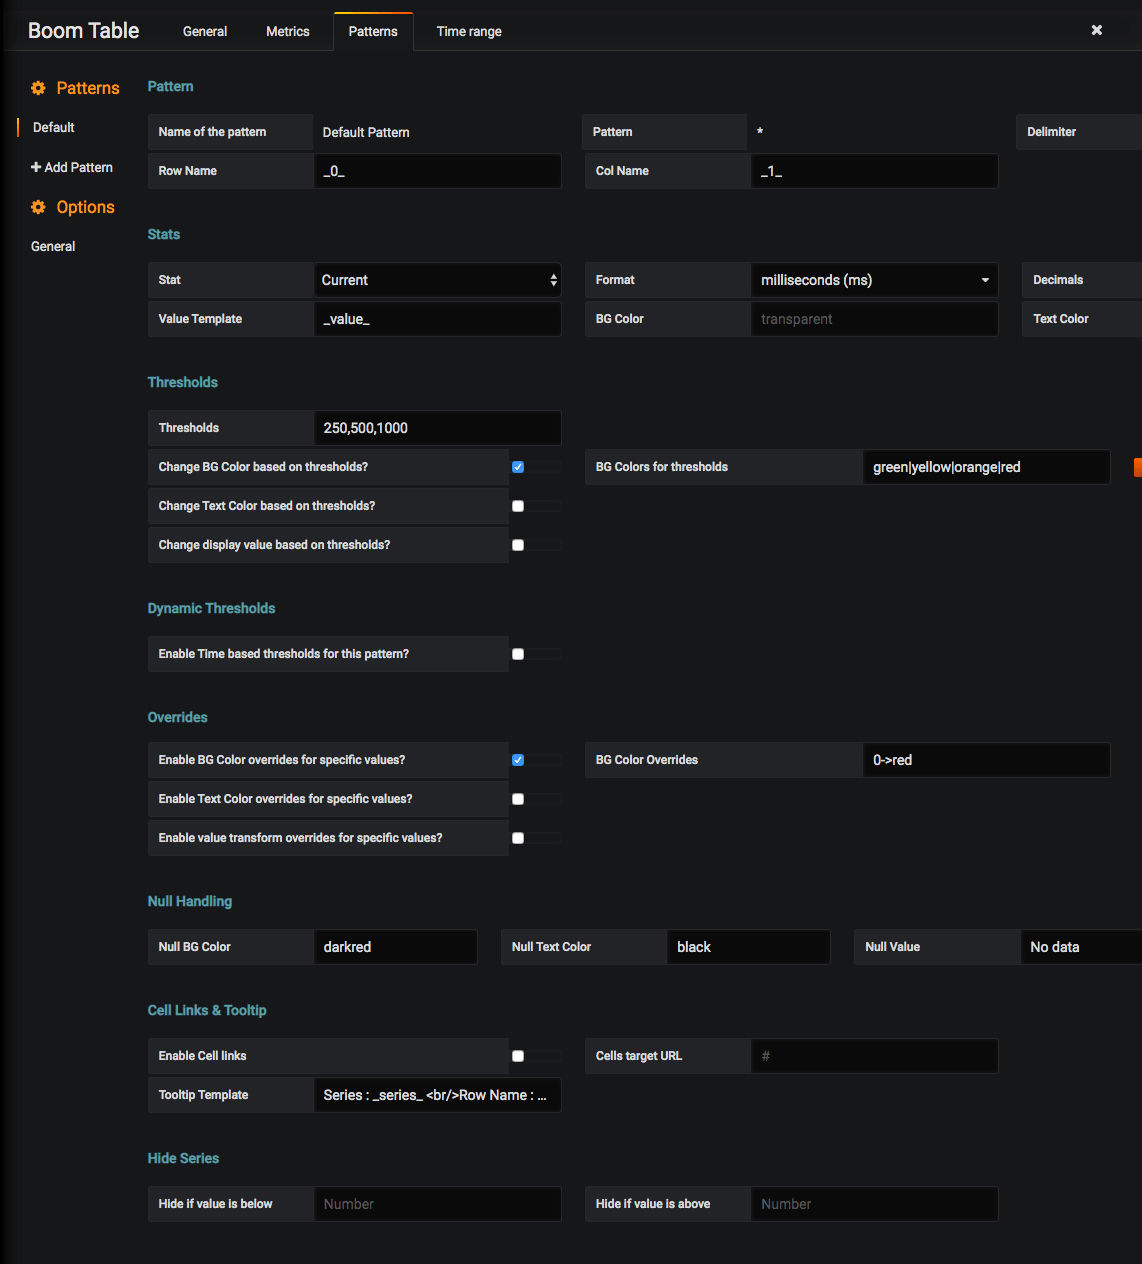 Boom Table General Metrics Patterns Time range ×
Patterns Pattern
Default Name of the pattern Default Pattern Pattern * Delimiter
+ Add Pattern Row Name _0_ Col Name _1_
Options
Stats
General
Stat Current Format milliseconds (ms) Decimals
Value Template _value_ BG Color transparent Text Color
Thresholds
Thresholds 250,500,1000
Change BG Color based on thresholds? BG Colors for thresholds green|yellow|orange|red
Change Text Color based on thresholds?
Change display value based on thresholds?
Dynamic Thresholds
Enable Time based thresholds for this pattern?
Overrides
Enable BG Color overrides for specific values? BG Color Overrides 0->red
Enable Text Color overrides for specific values?
Enable value transform overrides for specific values?
Null Handling
Null BG Color darkred Null Text Color black Null Value No data
Cell Links & Tooltip
Enable Cell links Cells target URL #
Tooltip Template Series : _series_ <br/>Row Name : ...
Hide Series
Hide if value is below Number Hide if value is above Number